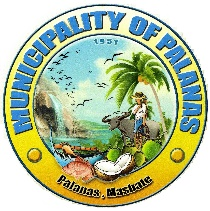 MUNICIPALITY OF PALANAS
1951
Palanas, Masbate